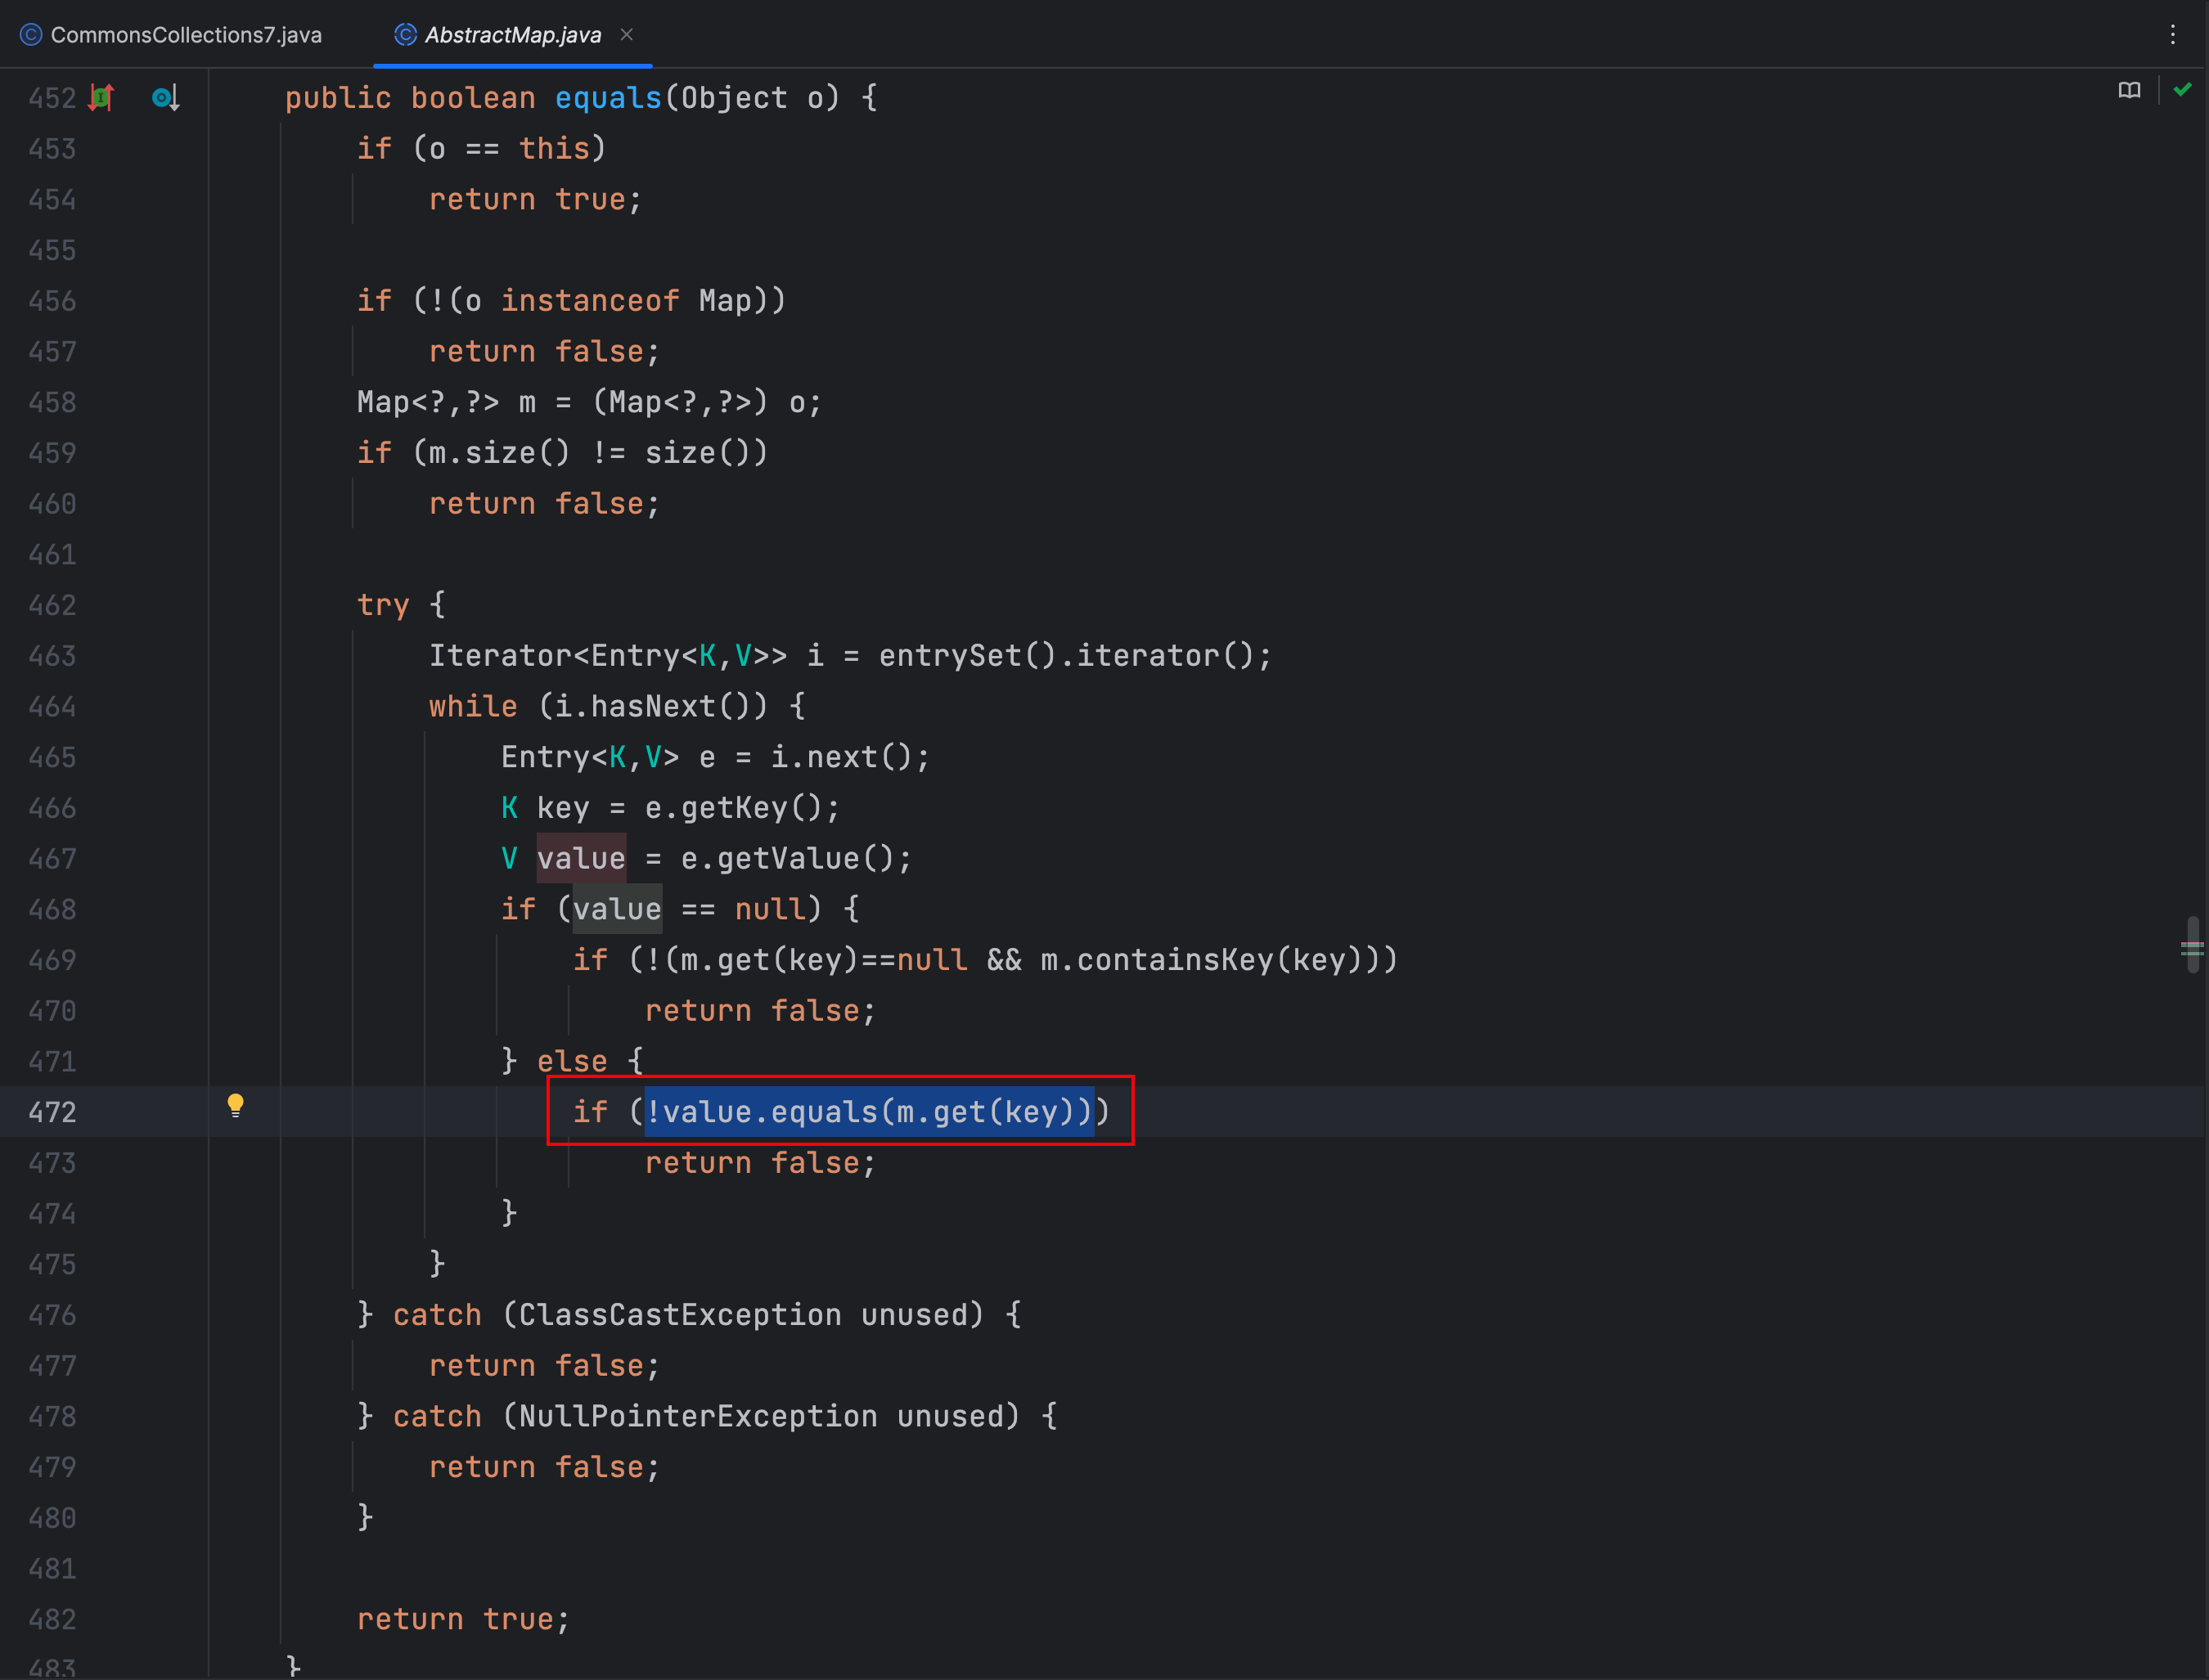 CommonsCollections7.java AbstractMap.java
452 public boolean equals(Object o) {
453 if (o == this)
454 return true;
455
456 if (!(o instanceof Map))
457 return false;
458 Map<?,?> m = (Map<?,?>) o;
459 if (m.size() != size())
460 return false;
461
462 try {
463 Iterator<Entry<K,V>> i = entrySet().iterator();
464 while (i.hasNext()) {
465 Entry<K,V> e = i.next();
466 K key = e.getKey();
467 V value = e.getValue();
468 if (value == null) {
469 if (!(m.get(key)==null && m.containsKey(key)))
470 return false;
471 } else {
472 if (!value.equals(m.get(key)))
473 return false;
474 }
475 }
476 } catch (ClassCastException unused) {
477 return false;
478 } catch (NullPointerException unused) {
479 return false;
480 }
481
482 return true;
483 }